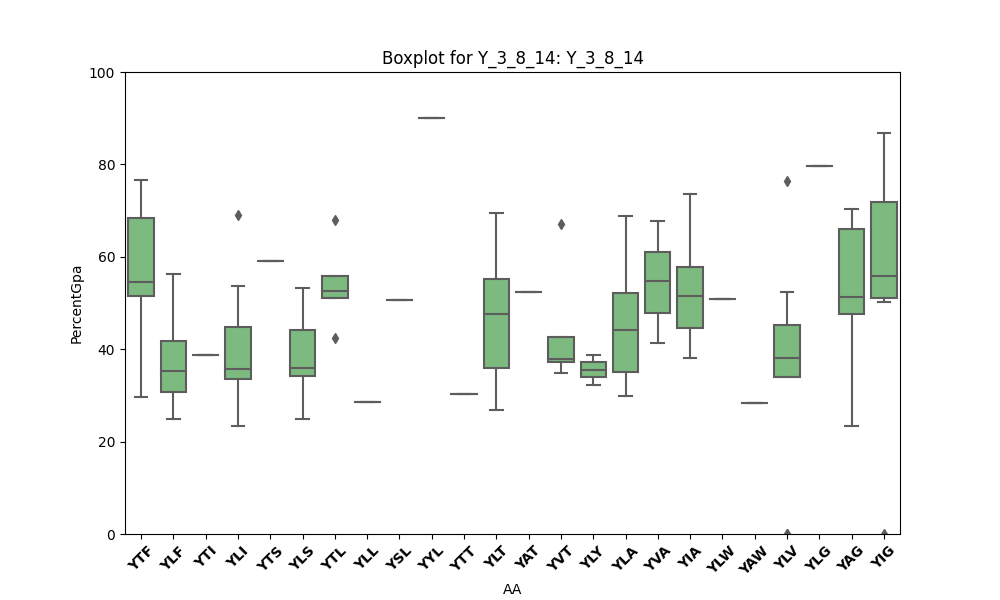 Boxplot for Y_3_8_14: Y_3_8_14
100
80
60
40
20
0
PercentGpa
YTF YLF YTI YLI YTS YLS YTL YLL YSL YYL YTT YLT YAT YVT YLY YLA YVA YIA YLW YAW YLV YLG YAG YIG
AA